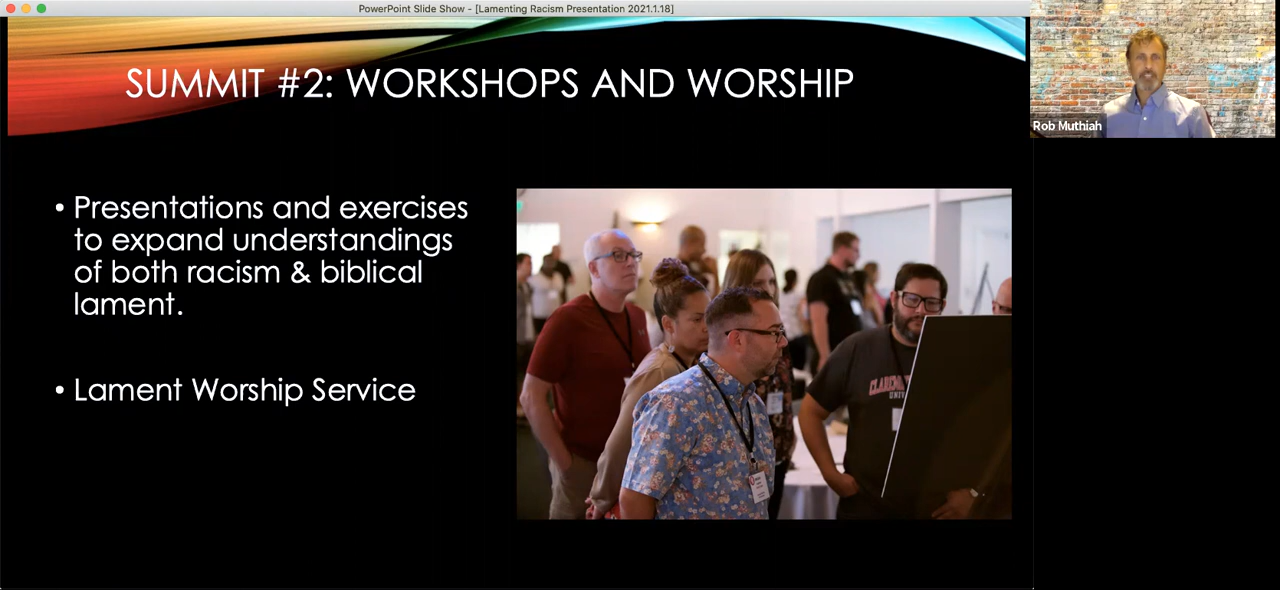 PowerPoint Slide Show - [Lamenting Racism Presentation 2021.1.18]
SUMMIT #2: WORKSHOPS AND WORSHIP
Rob Muthiah
• Presentations and exercises
to expand understandings
of both racism & biblical
lament.
• Lament Worship Service